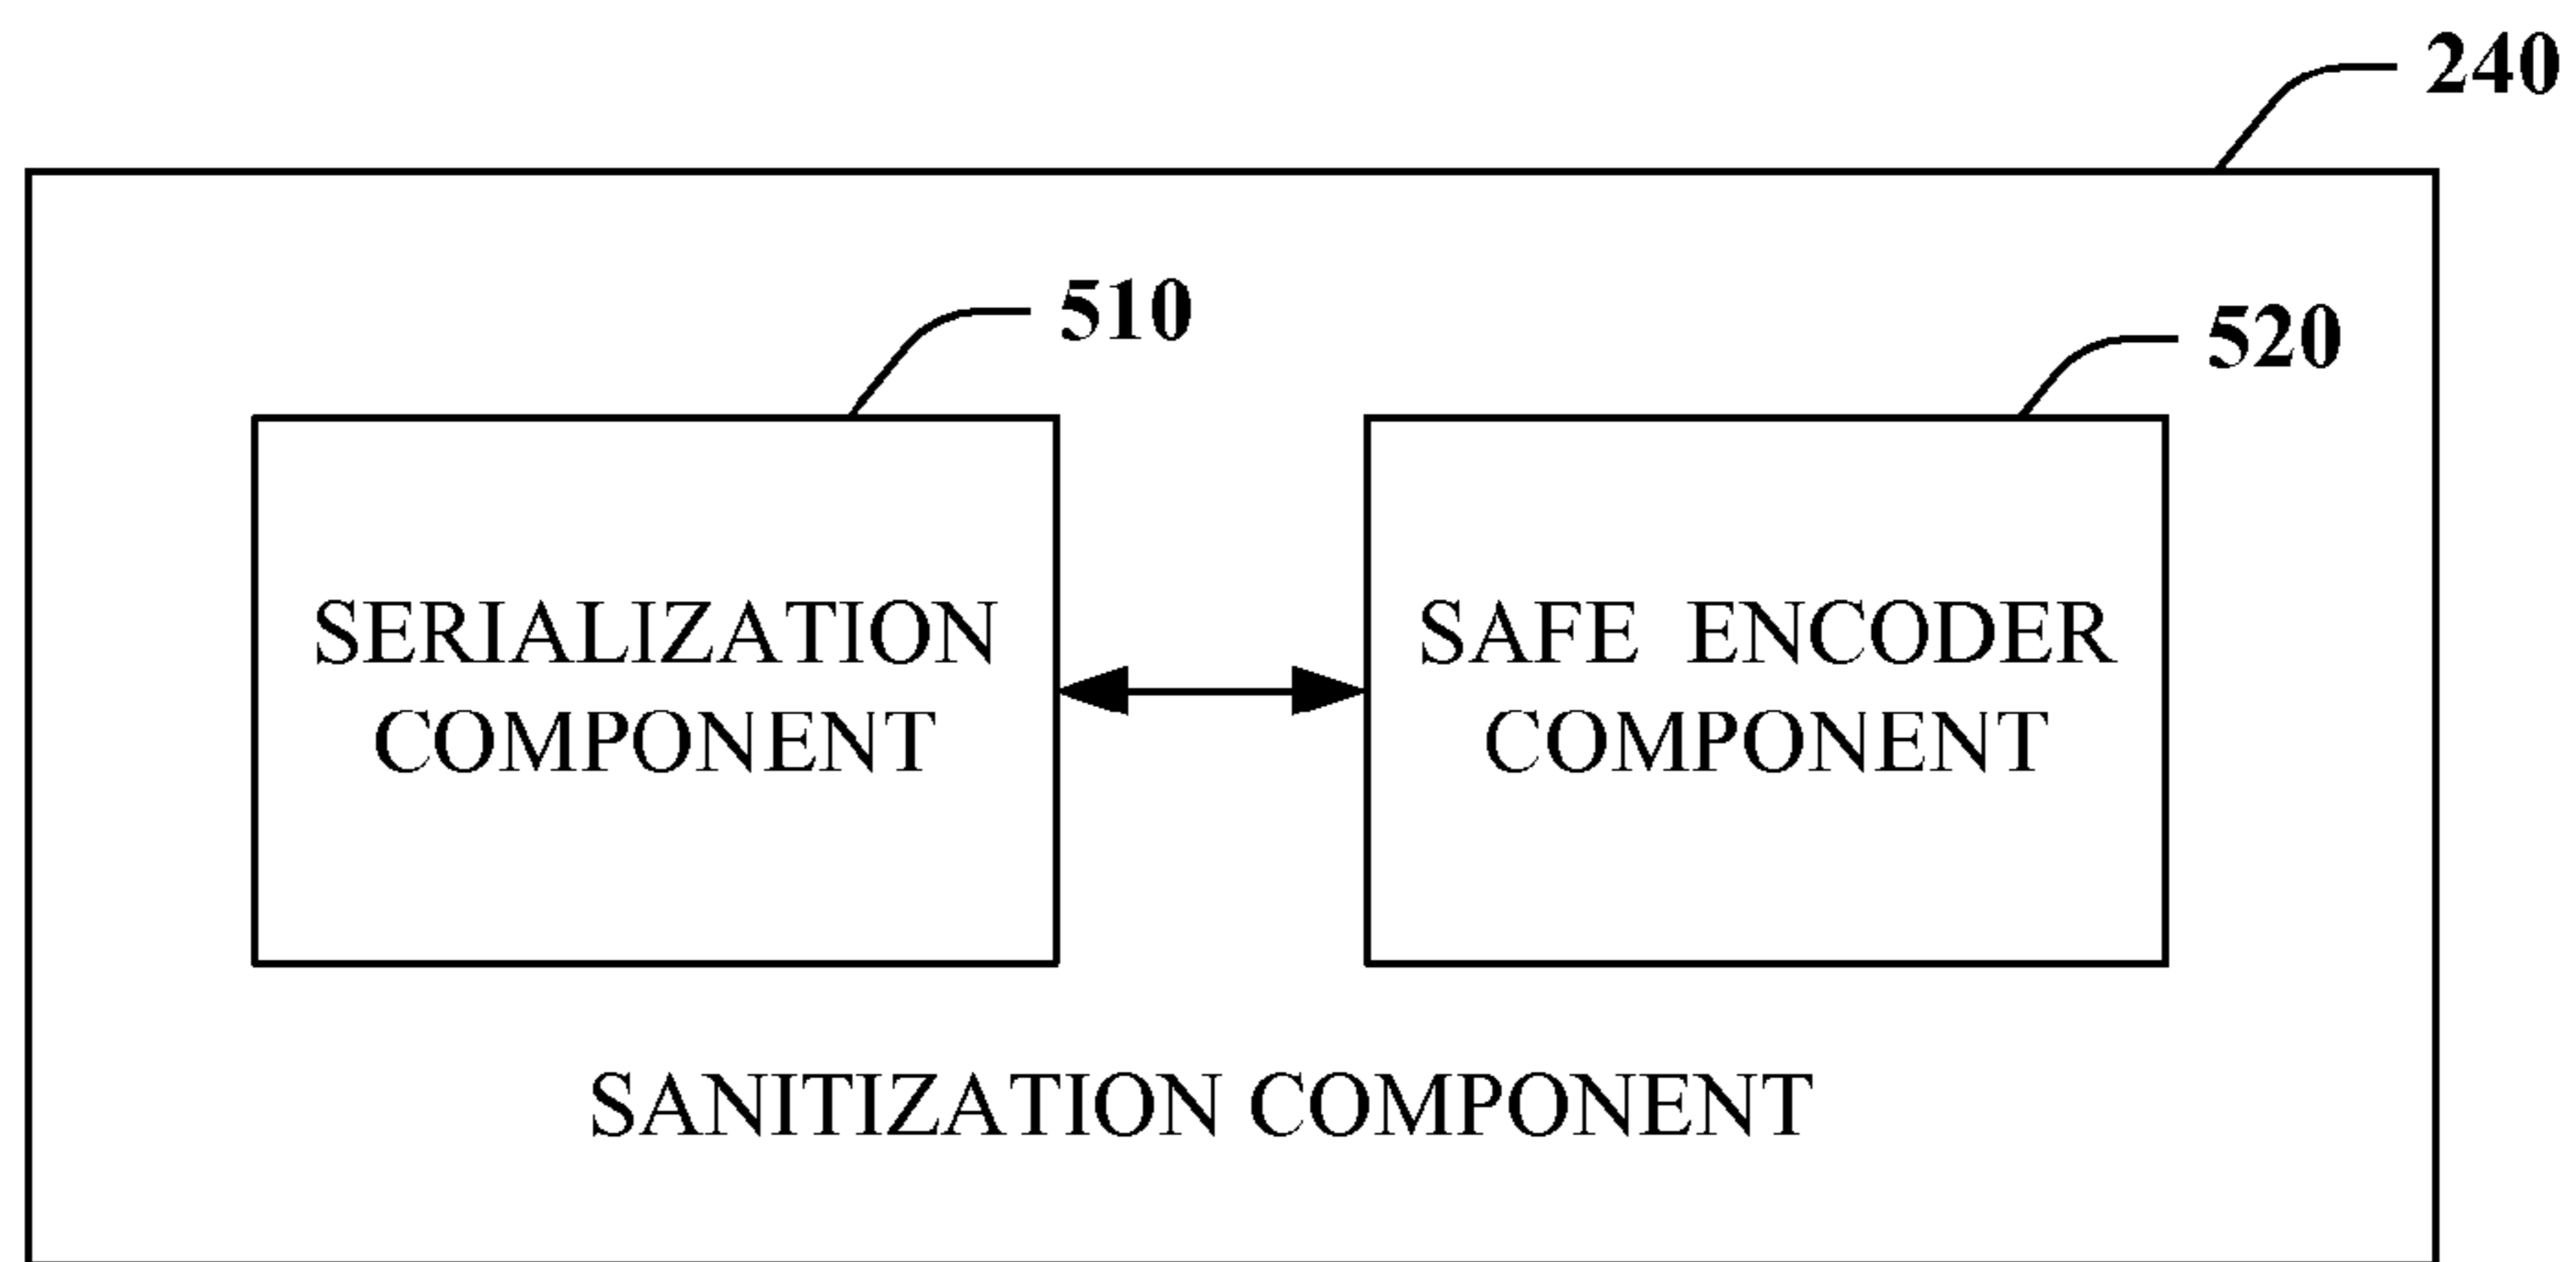 240
510
520
SERIALIZATION
COMPONENT
SAFE ENCODER
COMPONENT
SANITIZATION COMPONENT